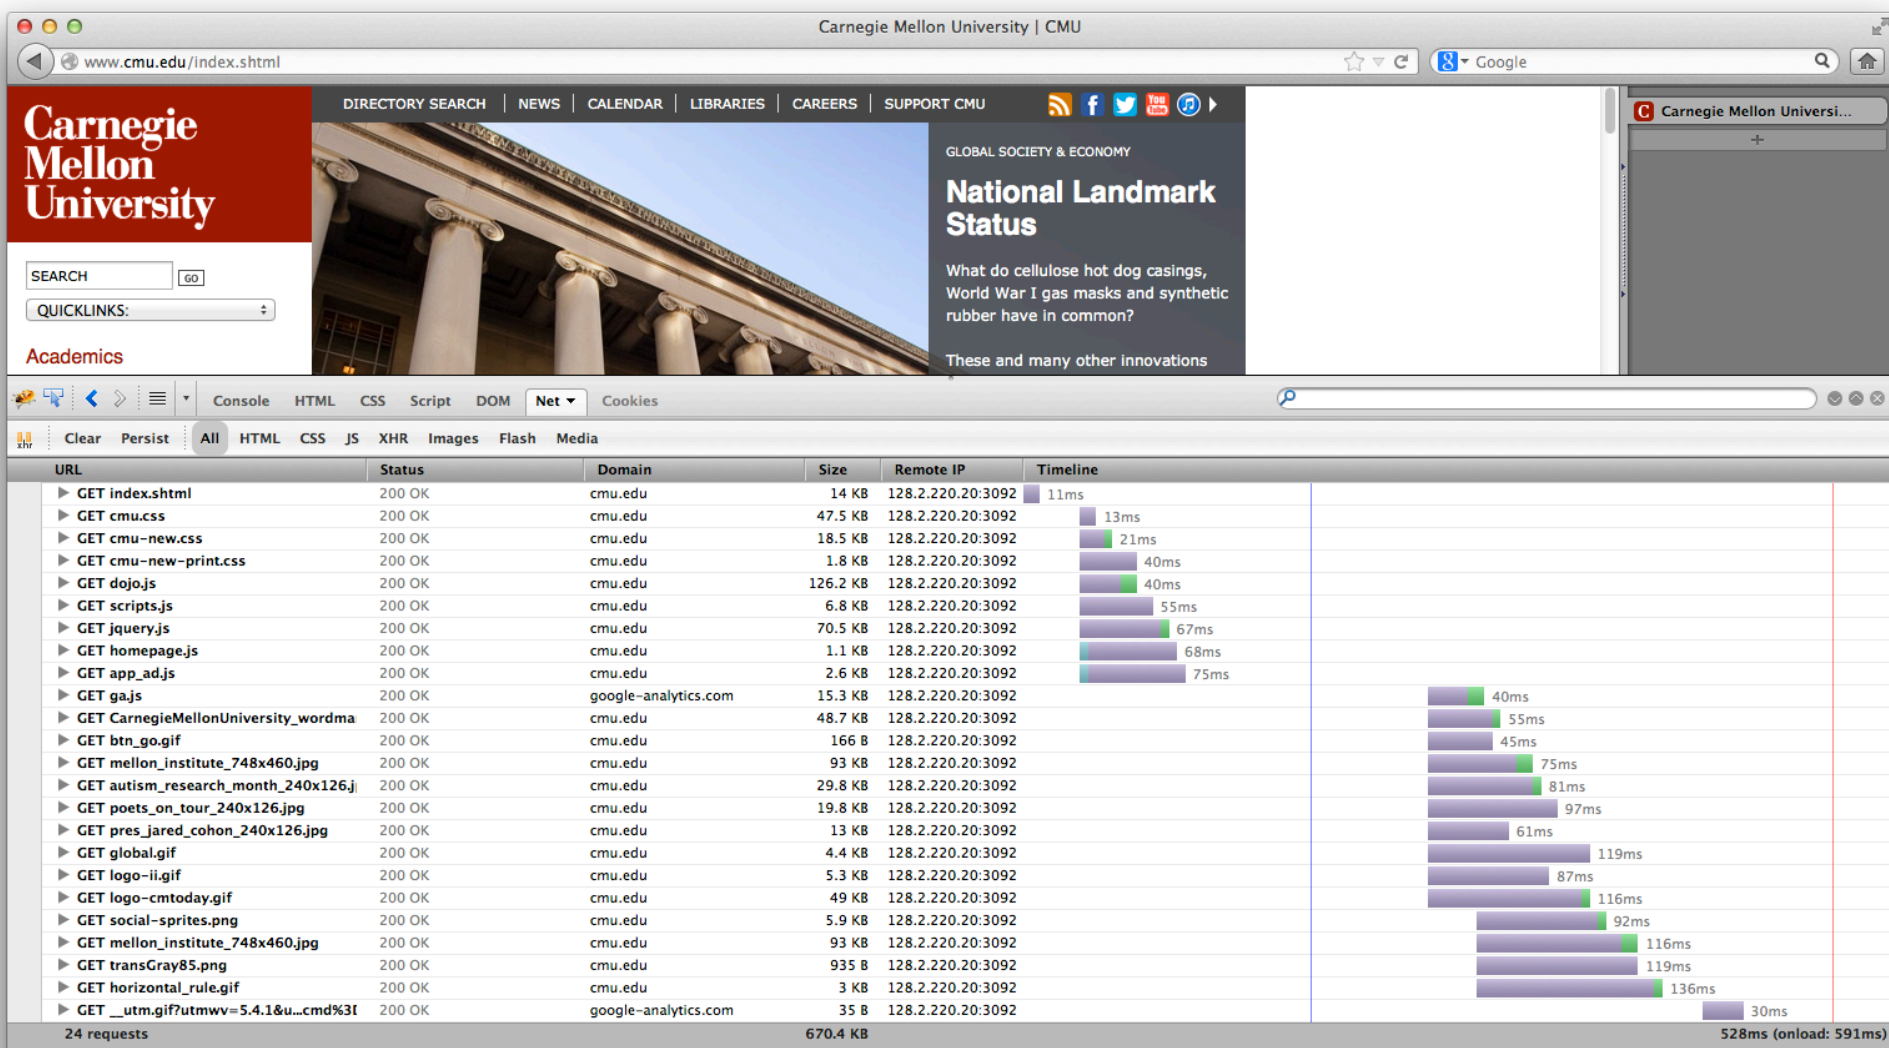 Carnegie Mellon University | CMU
www.cmu.edu/index.shtml
Google
Carnegie
Mellon
University
DIRECTORY SEARCH | NEWS | CALENDAR | LIBRARIES | CAREERS | SUPPORT CMU
You Tube
Carnegie Mellon Universi...
SEARCH GO
QUICKLINKS:
Academics
GLOBAL SOCIETY & ECONOMY
National Landmark
Status
What do cellulose hot dog casings,
World War I gas masks and synthetic
rubber have in common?
These and many other innovations
Console HTML CSS Script DOM Net Cookies
xhr Clear Persist All HTML CSS JS XHR Images Flash Media
URL Status Domain Size Remote IP Timeline
GET index.shtml 200 OK cmu.edu 14 KB 128.2.220.20:3092 11ms
GET cmu.css 200 OK cmu.edu 47.5 KB 128.2.220.20:3092 13ms
GET cmu-new.css 200 OK cmu.edu 18.5 KB 128.2.220.20:3092 21ms
GET cmu-new-print.css 200 OK cmu.edu 1.8 KB 128.2.220.20:3092 40ms
GET dojo.js 200 OK cmu.edu 126.2 KB 128.2.220.20:3092 40ms
GET scripts.js 200 OK cmu.edu 6.8 KB 128.2.220.20:3092 55ms
GET jquery.js 200 OK cmu.edu 70.5 KB 128.2.220.20:3092 67ms
GET homepage.js 200 OK cmu.edu 1.1 KB 128.2.220.20:3092 68ms
GET app_ad.js 200 OK cmu.edu 2.6 KB 128.2.220.20:3092 75ms
GET ga.js 200 OK google-analytics.com 15.3 KB 128.2.220.20:3092 40ms
GET CarnegieMellonUniversity_wordma 200 OK cmu.edu 48.7 KB 128.2.220.20:3092 55ms
GET btn_go.gif 200 OK cmu.edu 166 B 128.2.220.20:3092 45ms
GET mellon_institute_748x460.jpg 200 OK cmu.edu 93 KB 128.2.220.20:3092 75ms
GET autism_research_month_240x126.j 200 OK cmu.edu 29.8 KB 128.2.220.20:3092 81ms
GET poets_on_tour_240x126.jpg 200 OK cmu.edu 19.8 KB 128.2.220.20:3092 97ms
GET pres_jared_cohon_240x126.jpg 200 OK cmu.edu 13 KB 128.2.220.20:3092 61ms
GET global.gif 200 OK cmu.edu 4.4 KB 128.2.220.20:3092 119ms
GET logo-ii.gif 200 OK cmu.edu 5.3 KB 128.2.220.20:3092 87ms
GET logo-cmtoday.gif 200 OK cmu.edu 49 KB 128.2.220.20:3092 116ms
GET social-sprites.png 200 OK cmu.edu 5.9 KB 128.2.220.20:3092 92ms
GET mellon_institute_748x460.jpg 200 OK cmu.edu 93 KB 128.2.220.20:3092 116ms
GET transGray85.png 200 OK cmu.edu 935 B 128.2.220.20:3092 119ms
GET horizontal_rule.gif 200 OK cmu.edu 3 KB 128.2.220.20:3092 136ms
GET __utm.gif?utmwv=5.4.1&u...cmd%3D 200 OK google-analytics.com 35 B 128.2.220.20:3092 30ms
24 requests 670.4 KB 528ms (onload: 591ms)